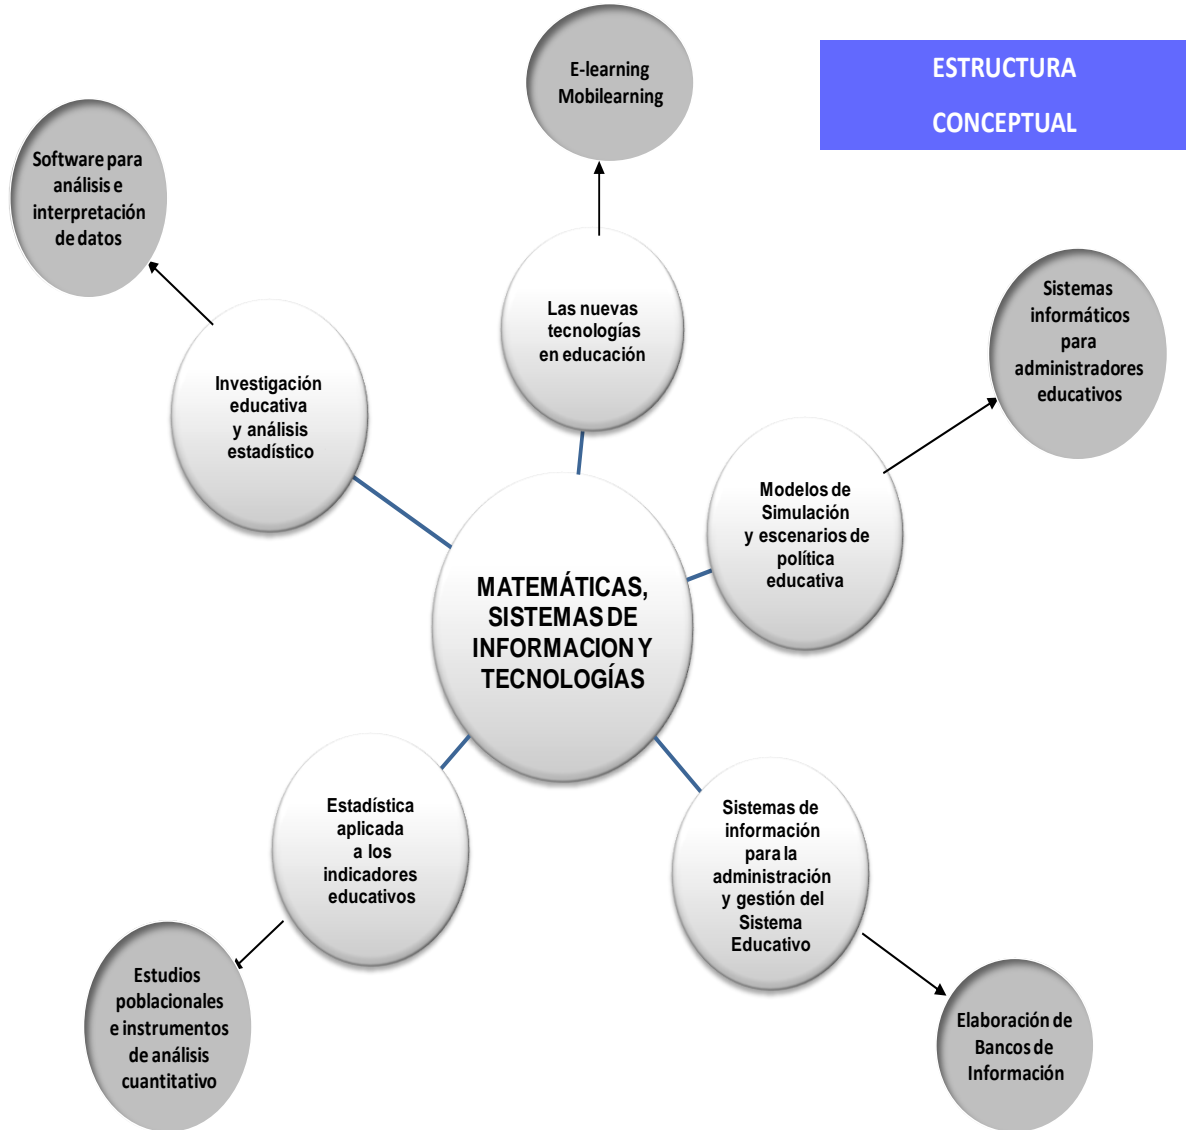 ESTRUCTURA
CONCEPTUAL
E-learning
Mobilearning
Software para
análisis e
interpretación
de datos
Las nuevas
tecnologías
en educación
Sistemas
informáticos
para
administradores
educativos
Investigación
educativa
y análisis
estadístico
Modelos de
Simulación
y escenarios de
política
educativa
MATEMÁTICAS,
SISTEMAS DE
INFORMACION Y
TECNOLOGÍAS
Estadística
aplicada
a los
indicadores
educativos
Sistemas de
información
para la
administración
y gestión del
Sistema
Educativo
Estudios
poblacionales
e instrumentos
de análisis
cuantitativo
Elaboración de
Bancos de
Información